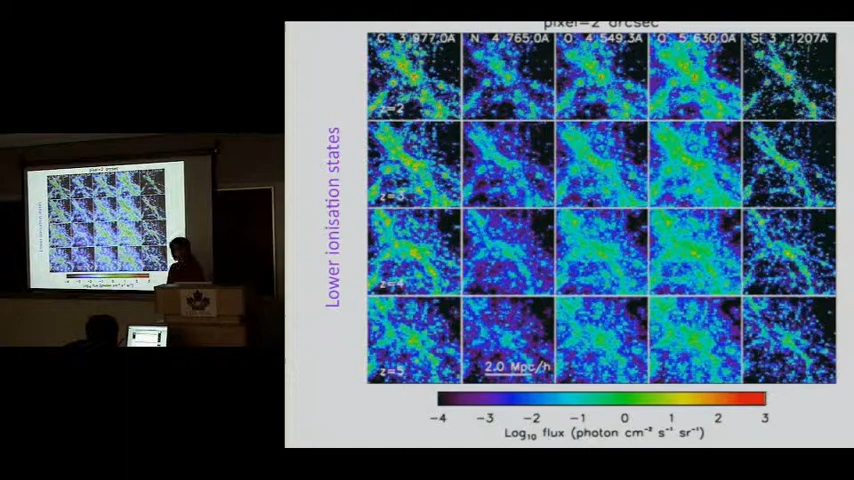 pixel=2 arcsec
C 3 977.0A N 4 765.0A O 4 549.3A O 5 630.0A Si 3 1207A
z=2
z=3
z=4
z=5
2.0 Mpc/h
Lower ionisation states
−4 −3 −2 −1 0 1 2 3
Log₁₀ flux (photon cm⁻² s⁻¹ sr⁻¹)